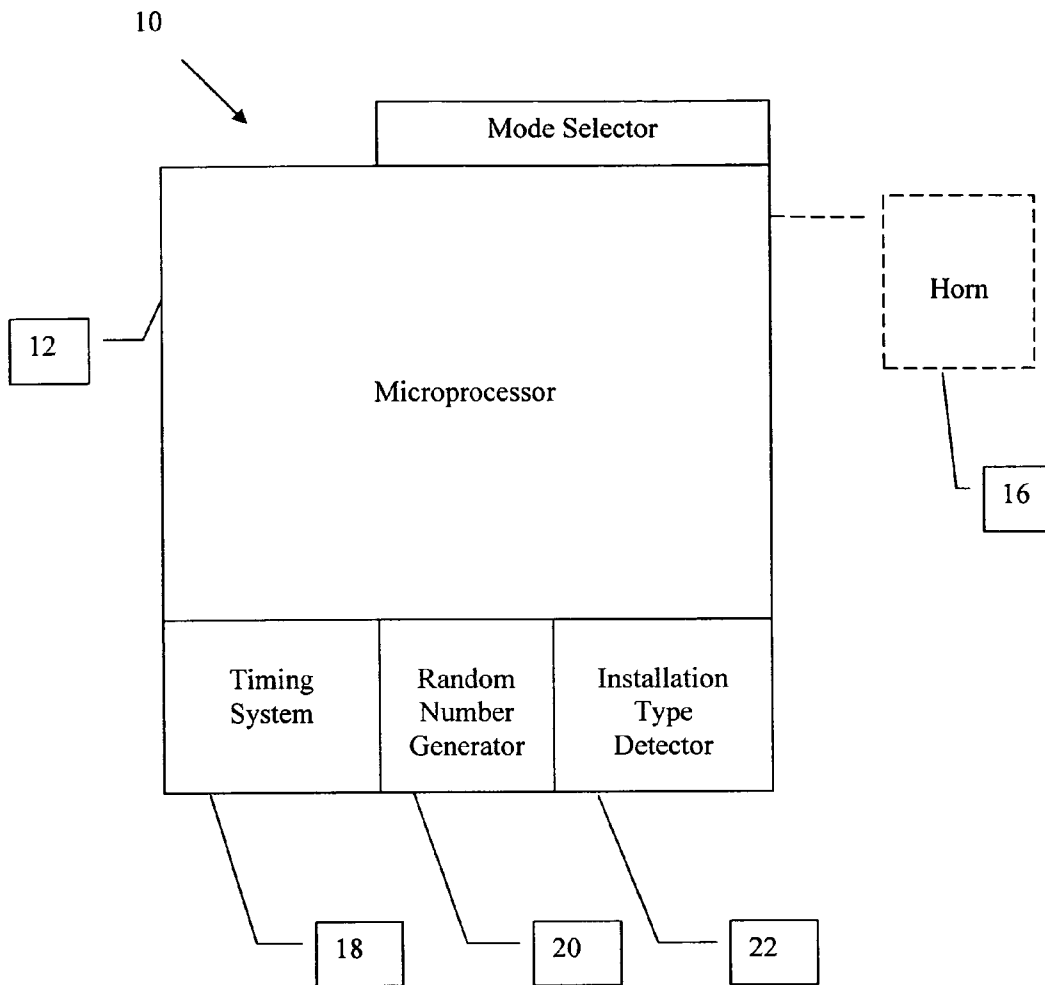 10
Mode Selector
Horn
12
Microprocessor
16
Timing
System
Random
Number
Generator
Installation
Type
Detector
18
20
22